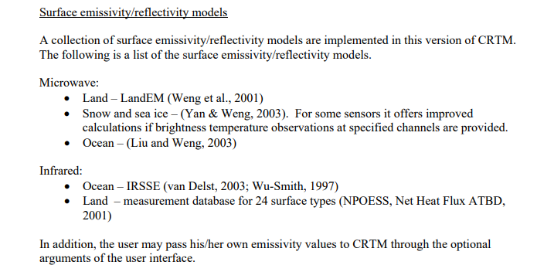 Surface emissivity/reflectivity models
A collection of surface emissivity/reflectivity models are implemented in this version of CRTM.
The following is a list of the surface emissivity/reflectivity models.
Microwave:
• Land – LandEM (Weng et al., 2001)
• Snow and sea ice – (Yan & Weng, 2003). For some sensors it offers improved
calculations if brightness temperature observations at specified channels are provided.
• Ocean – (Liu and Weng, 2003)
Infrared:
• Ocean – IRSSE (van Delst, 2003; Wu-Smith, 1997)
• Land – measurement database for 24 surface types (NPOESS, Net Heat Flux ATBD,
2001)
In addition, the user may pass his/her own emissivity values to CRTM through the optional
arguments of the user interface.